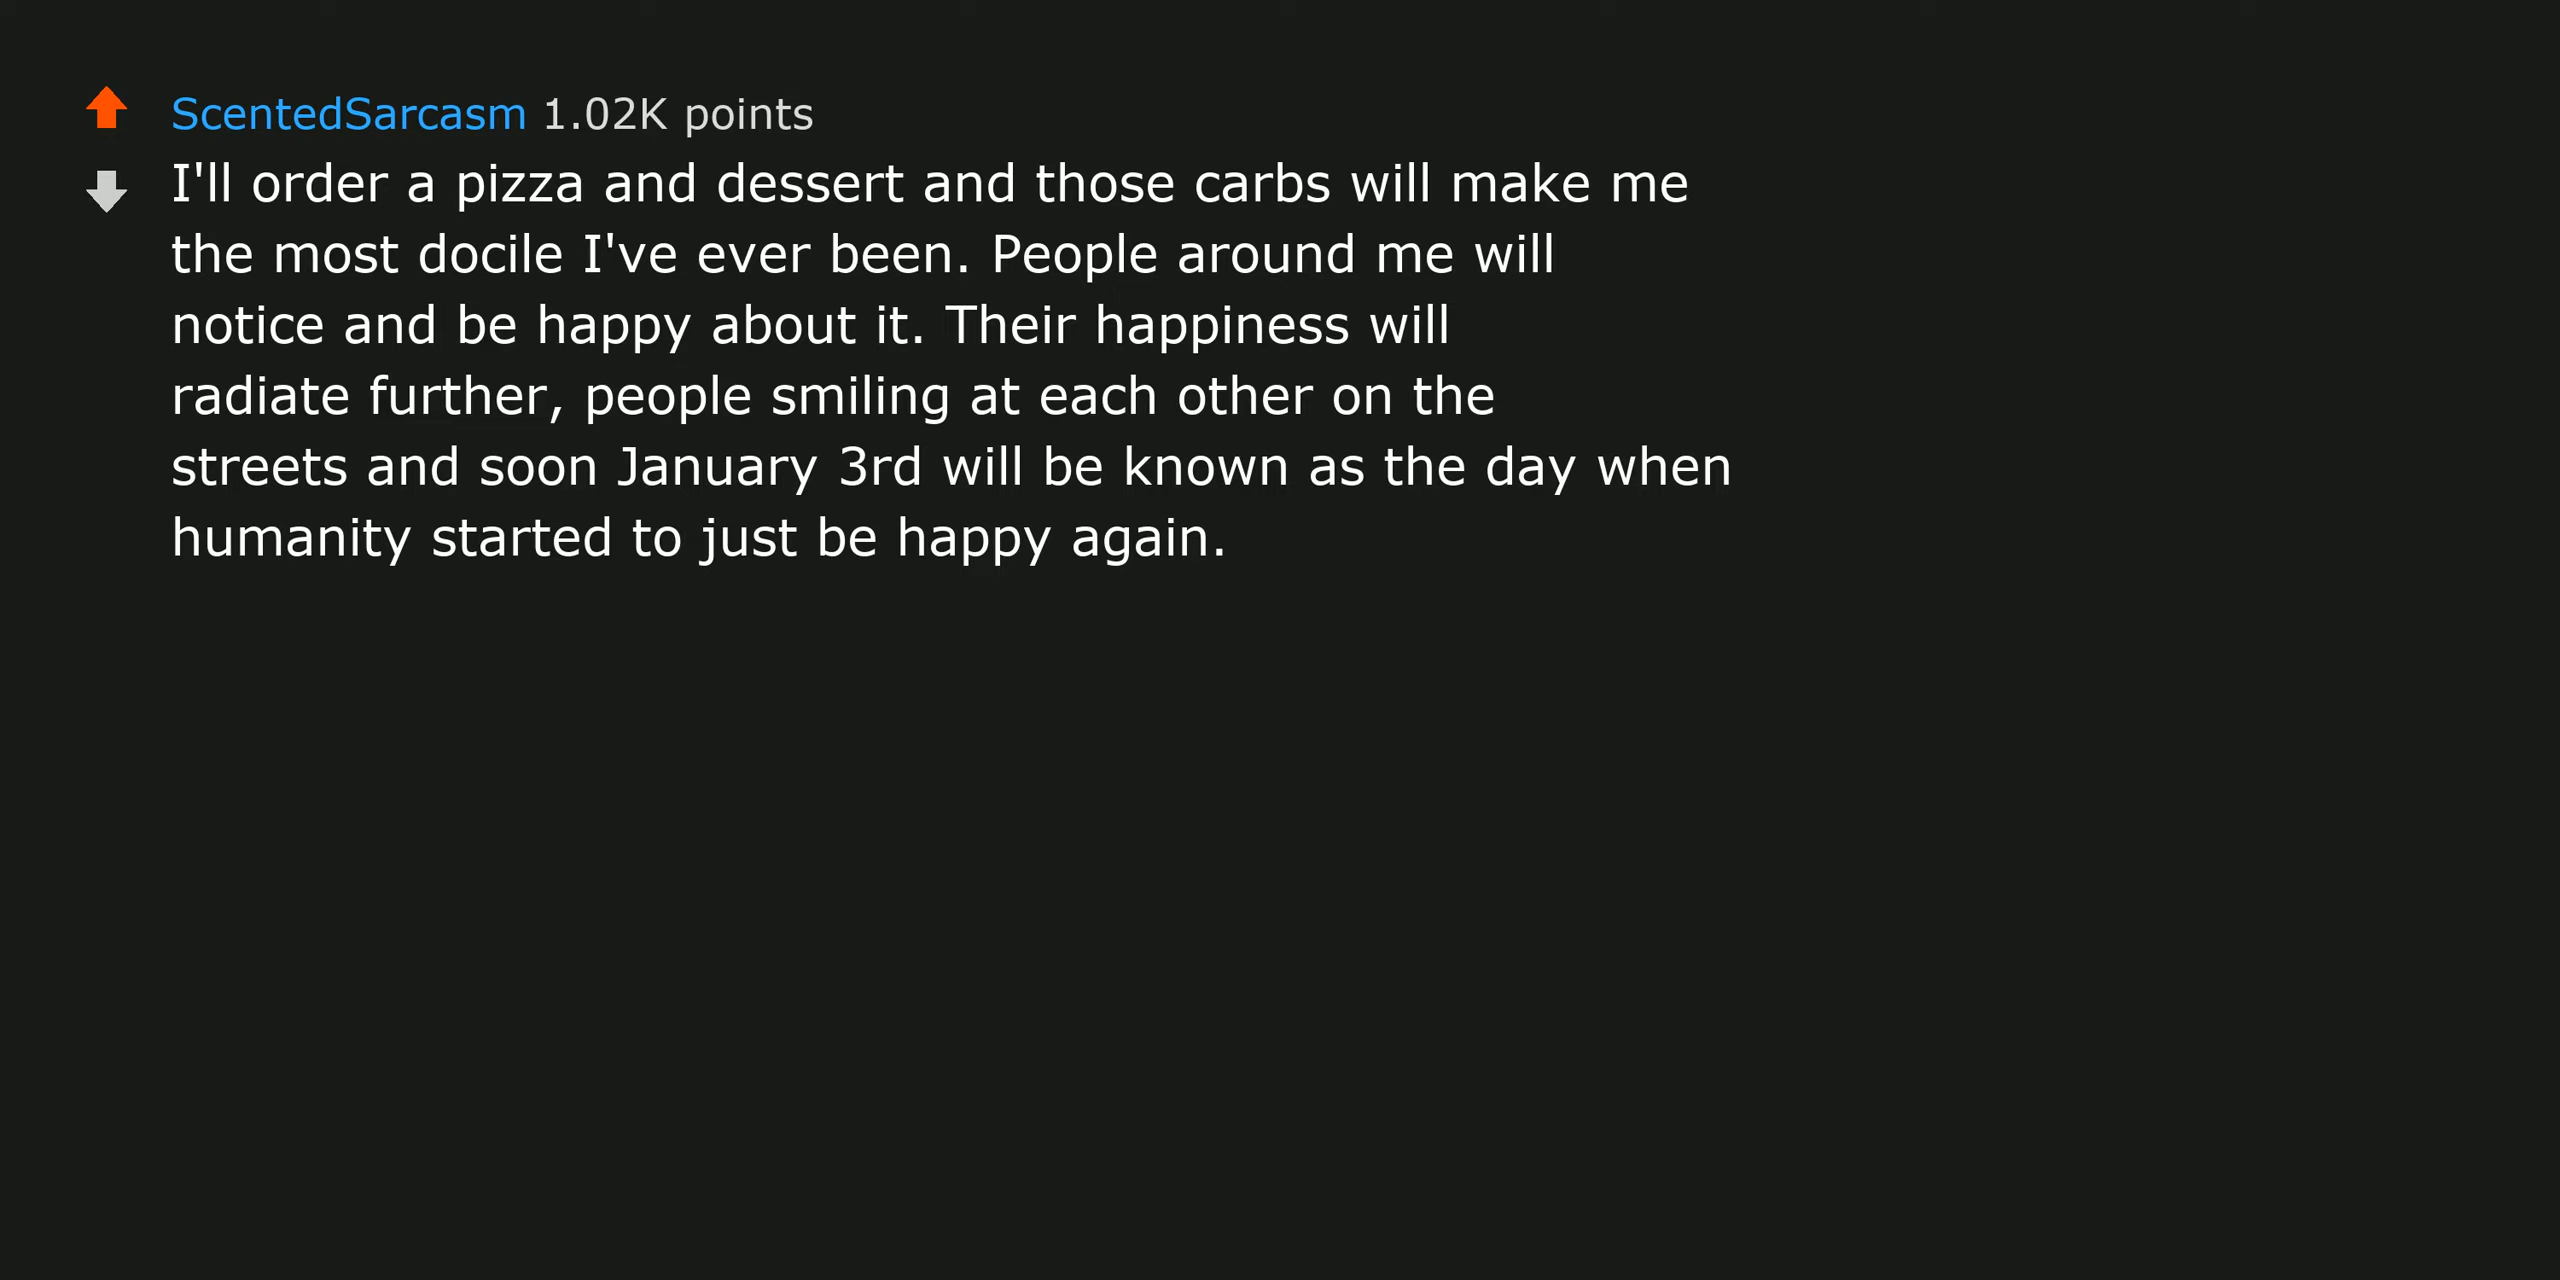 ScentedSarcasm 1.02K points
I'll order a pizza and dessert and those carbs will make me
the most docile I've ever been. People around me will
notice and be happy about it. Their happiness will
radiate further, people smiling at each other on the
streets and soon January 3rd will be known as the day when
humanity started to just be happy again.